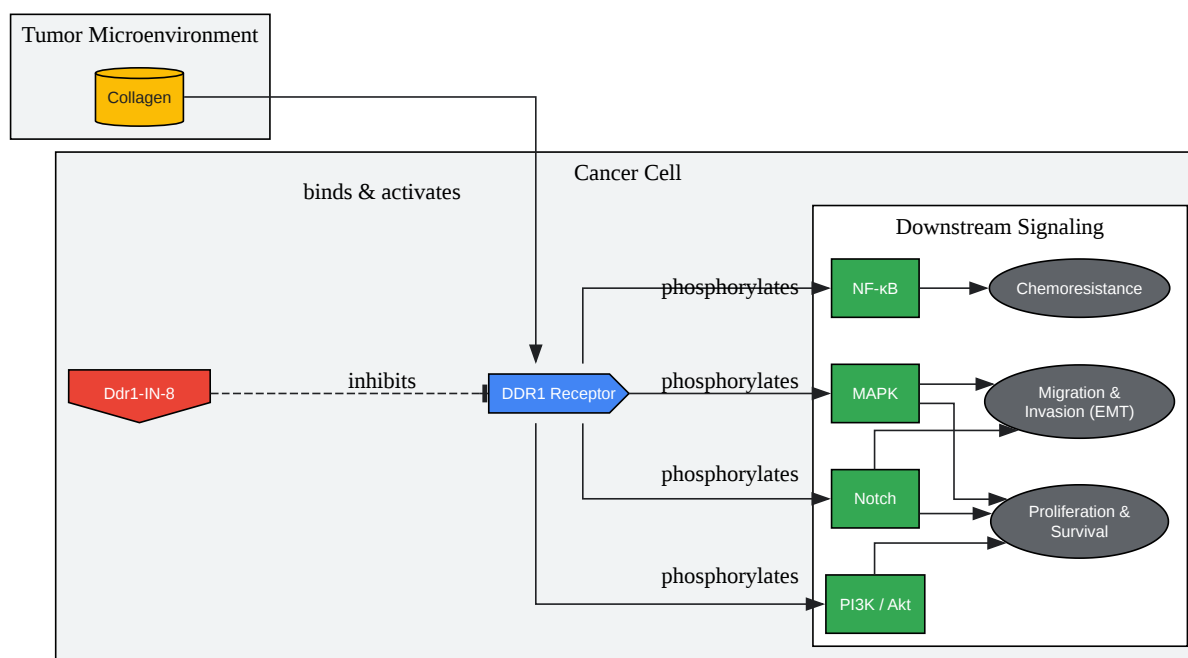 Tumor Microenvironment
Collagen
Cancer Cell
binds & activates
Downstream Signaling
phosphorylates
NF-κB
Chemoresistance
Ddr1-IN-8
inhibits
DDR1 Receptor
phosphorylates
MAPK
Migration &
Invasion (EMT)
phosphorylates
Notch
Proliferation &
Survival
phosphorylates
PI3K / Akt